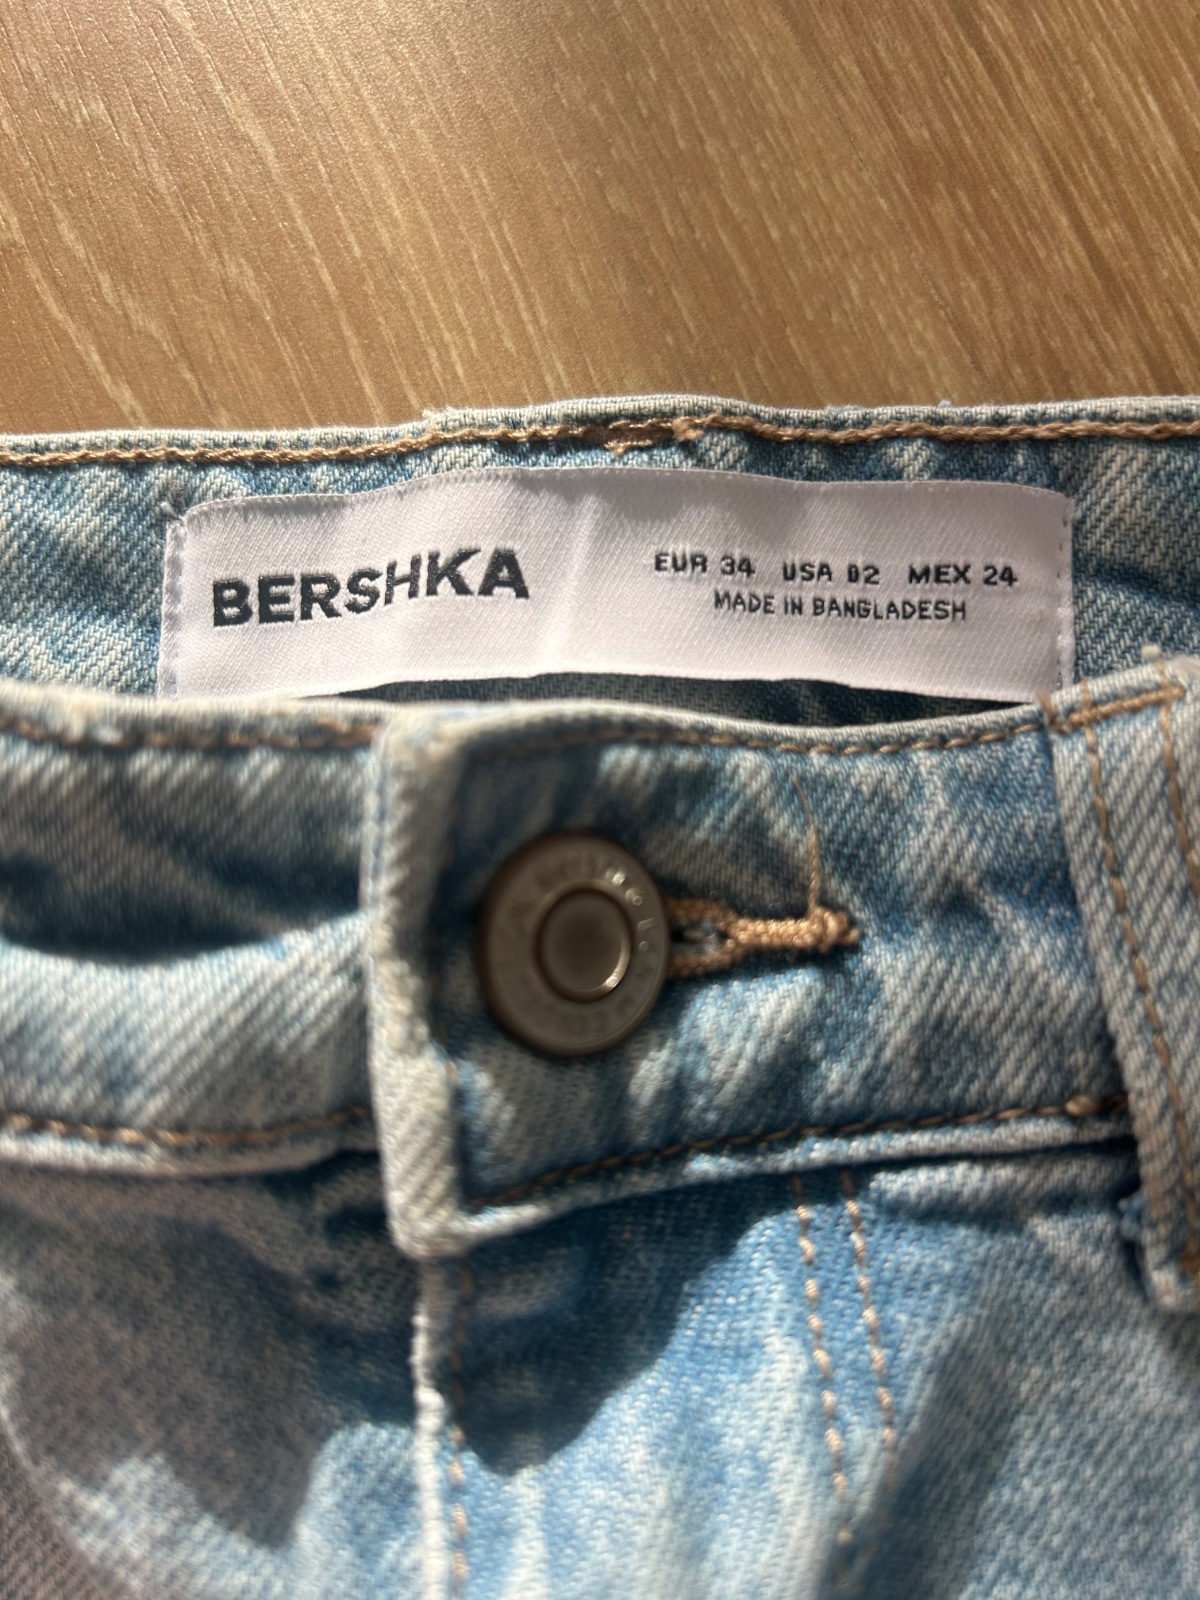 BERSHKA
EUR 34 USA 02 MEX 24
MADE IN BANGLADESH